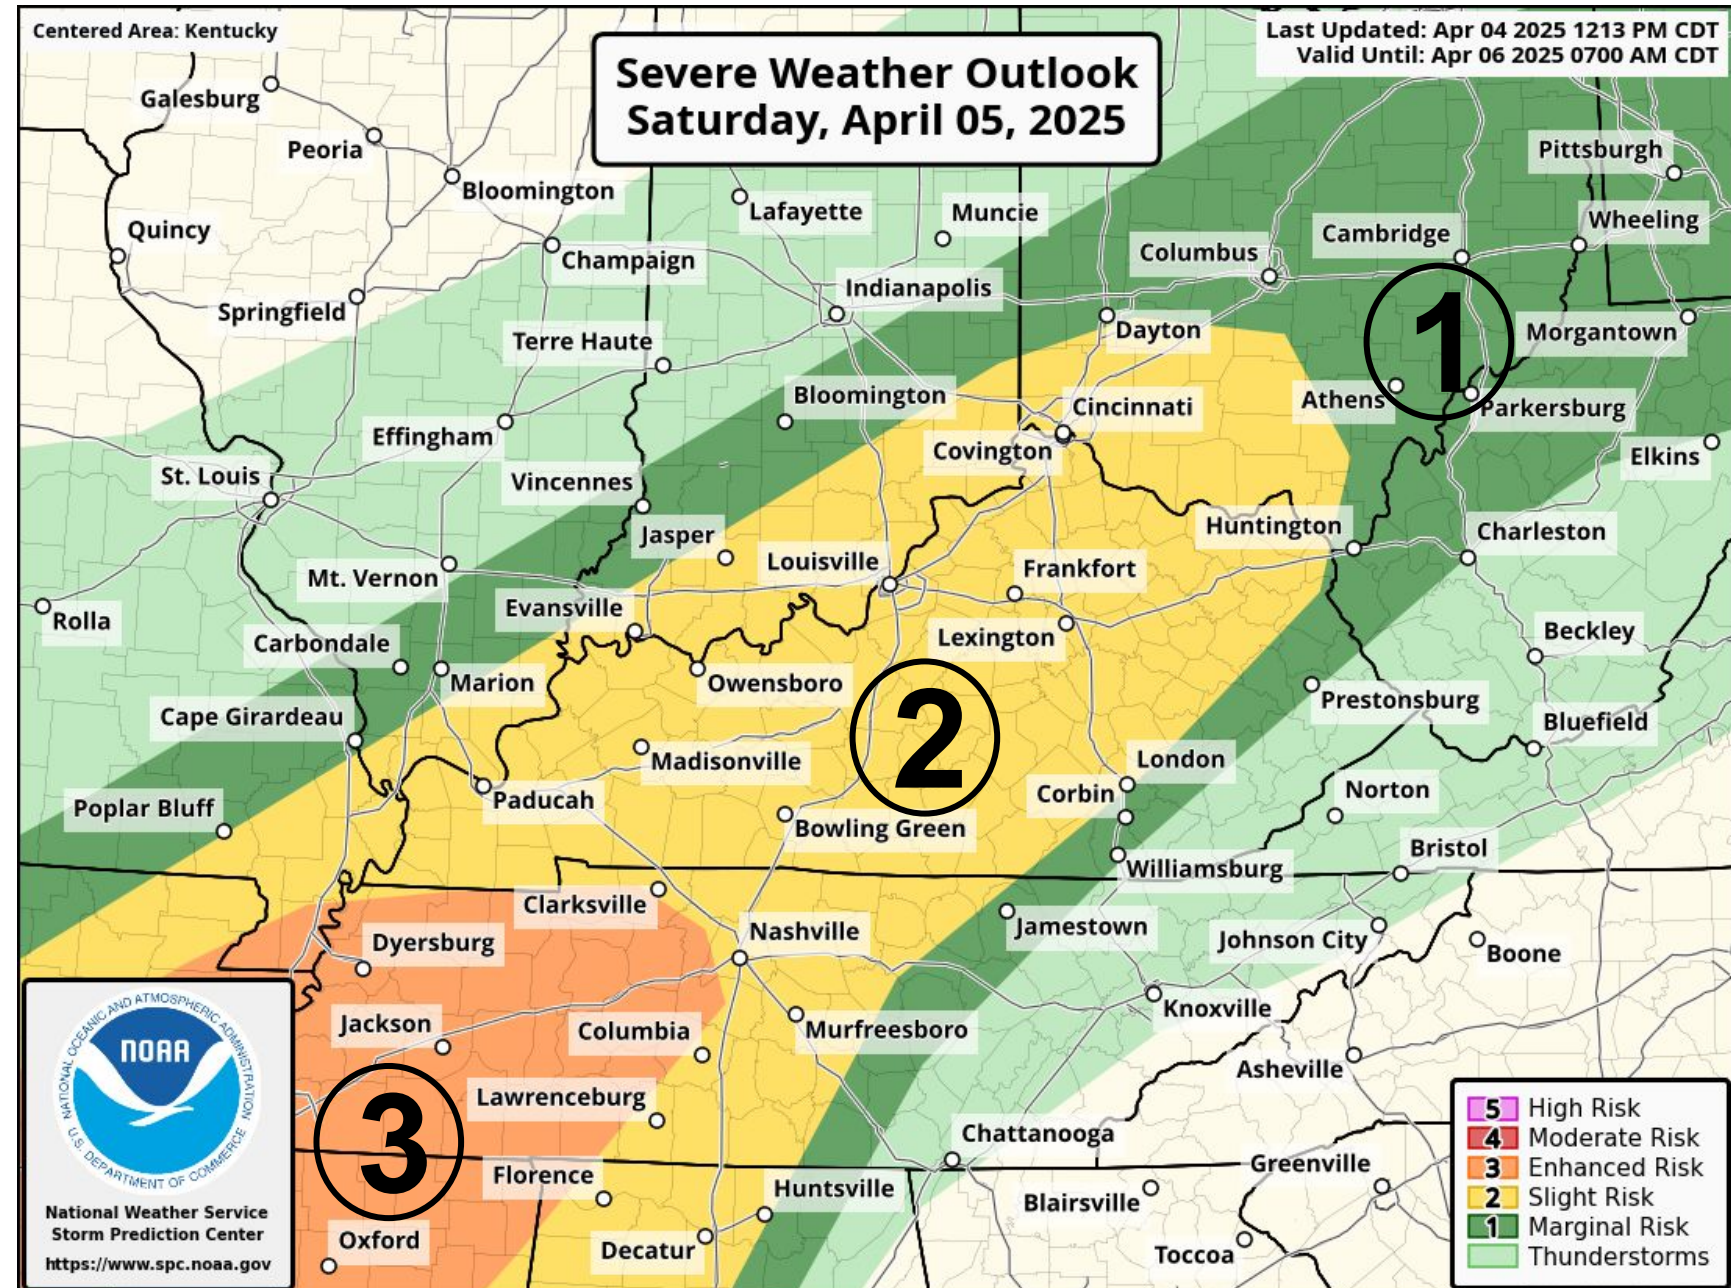 Centered Area: Kentucky
Last Updated: Apr 04 2025 1213 PM CDT
Valid Until: Apr 06 2025 0700 AM CDT
Severe Weather Outlook
Saturday, April 05, 2025
Galesburg
Peoria
Bloomington
Quincy
Champaign
Springfield
Lafayette
Muncie
Indianapolis
Terre Haute
Columbus
Cambridge
Pittsburgh
Wheeling
Morgantown
1
Dayton
Athens
Parkersburg
Elkins
Bloomington
Effingham
Cincinnati
Covington
St. Louis
Vincennes
Jasper
Louisville
Frankfort
Huntington
Charleston
Mt. Vernon
Evansville
Rolla
Carbondale
Marion
Lexington
Beckley
Owensboro
2
Prestonsburg
Bluefield
Cape Girardeau
Madisonville
London
Corbin
Norton
Poplar Bluff
Paducah
Bowling Green
Williamsburg
Bristol
Clarksville
Nashville
Jamestown
Johnson City
Boone
Dyersburg
Jackson
Columbia
Murfreesboro
Knoxville
Asheville
Lawrenceburg
3
Chattanooga
Greenville
Florence
Huntsville
Blairsville
Oxford
Decatur
Toccoa
NATIONAL OCEANIC AND ATMOSPHERIC ADMINISTRATION
NOAA
U.S. DEPARTMENT OF COMMERCE
National Weather Service
Storm Prediction Center
https://www.spc.noaa.gov
5 High Risk
4 Moderate Risk
3 Enhanced Risk
2 Slight Risk
1 Marginal Risk
Thunderstorms